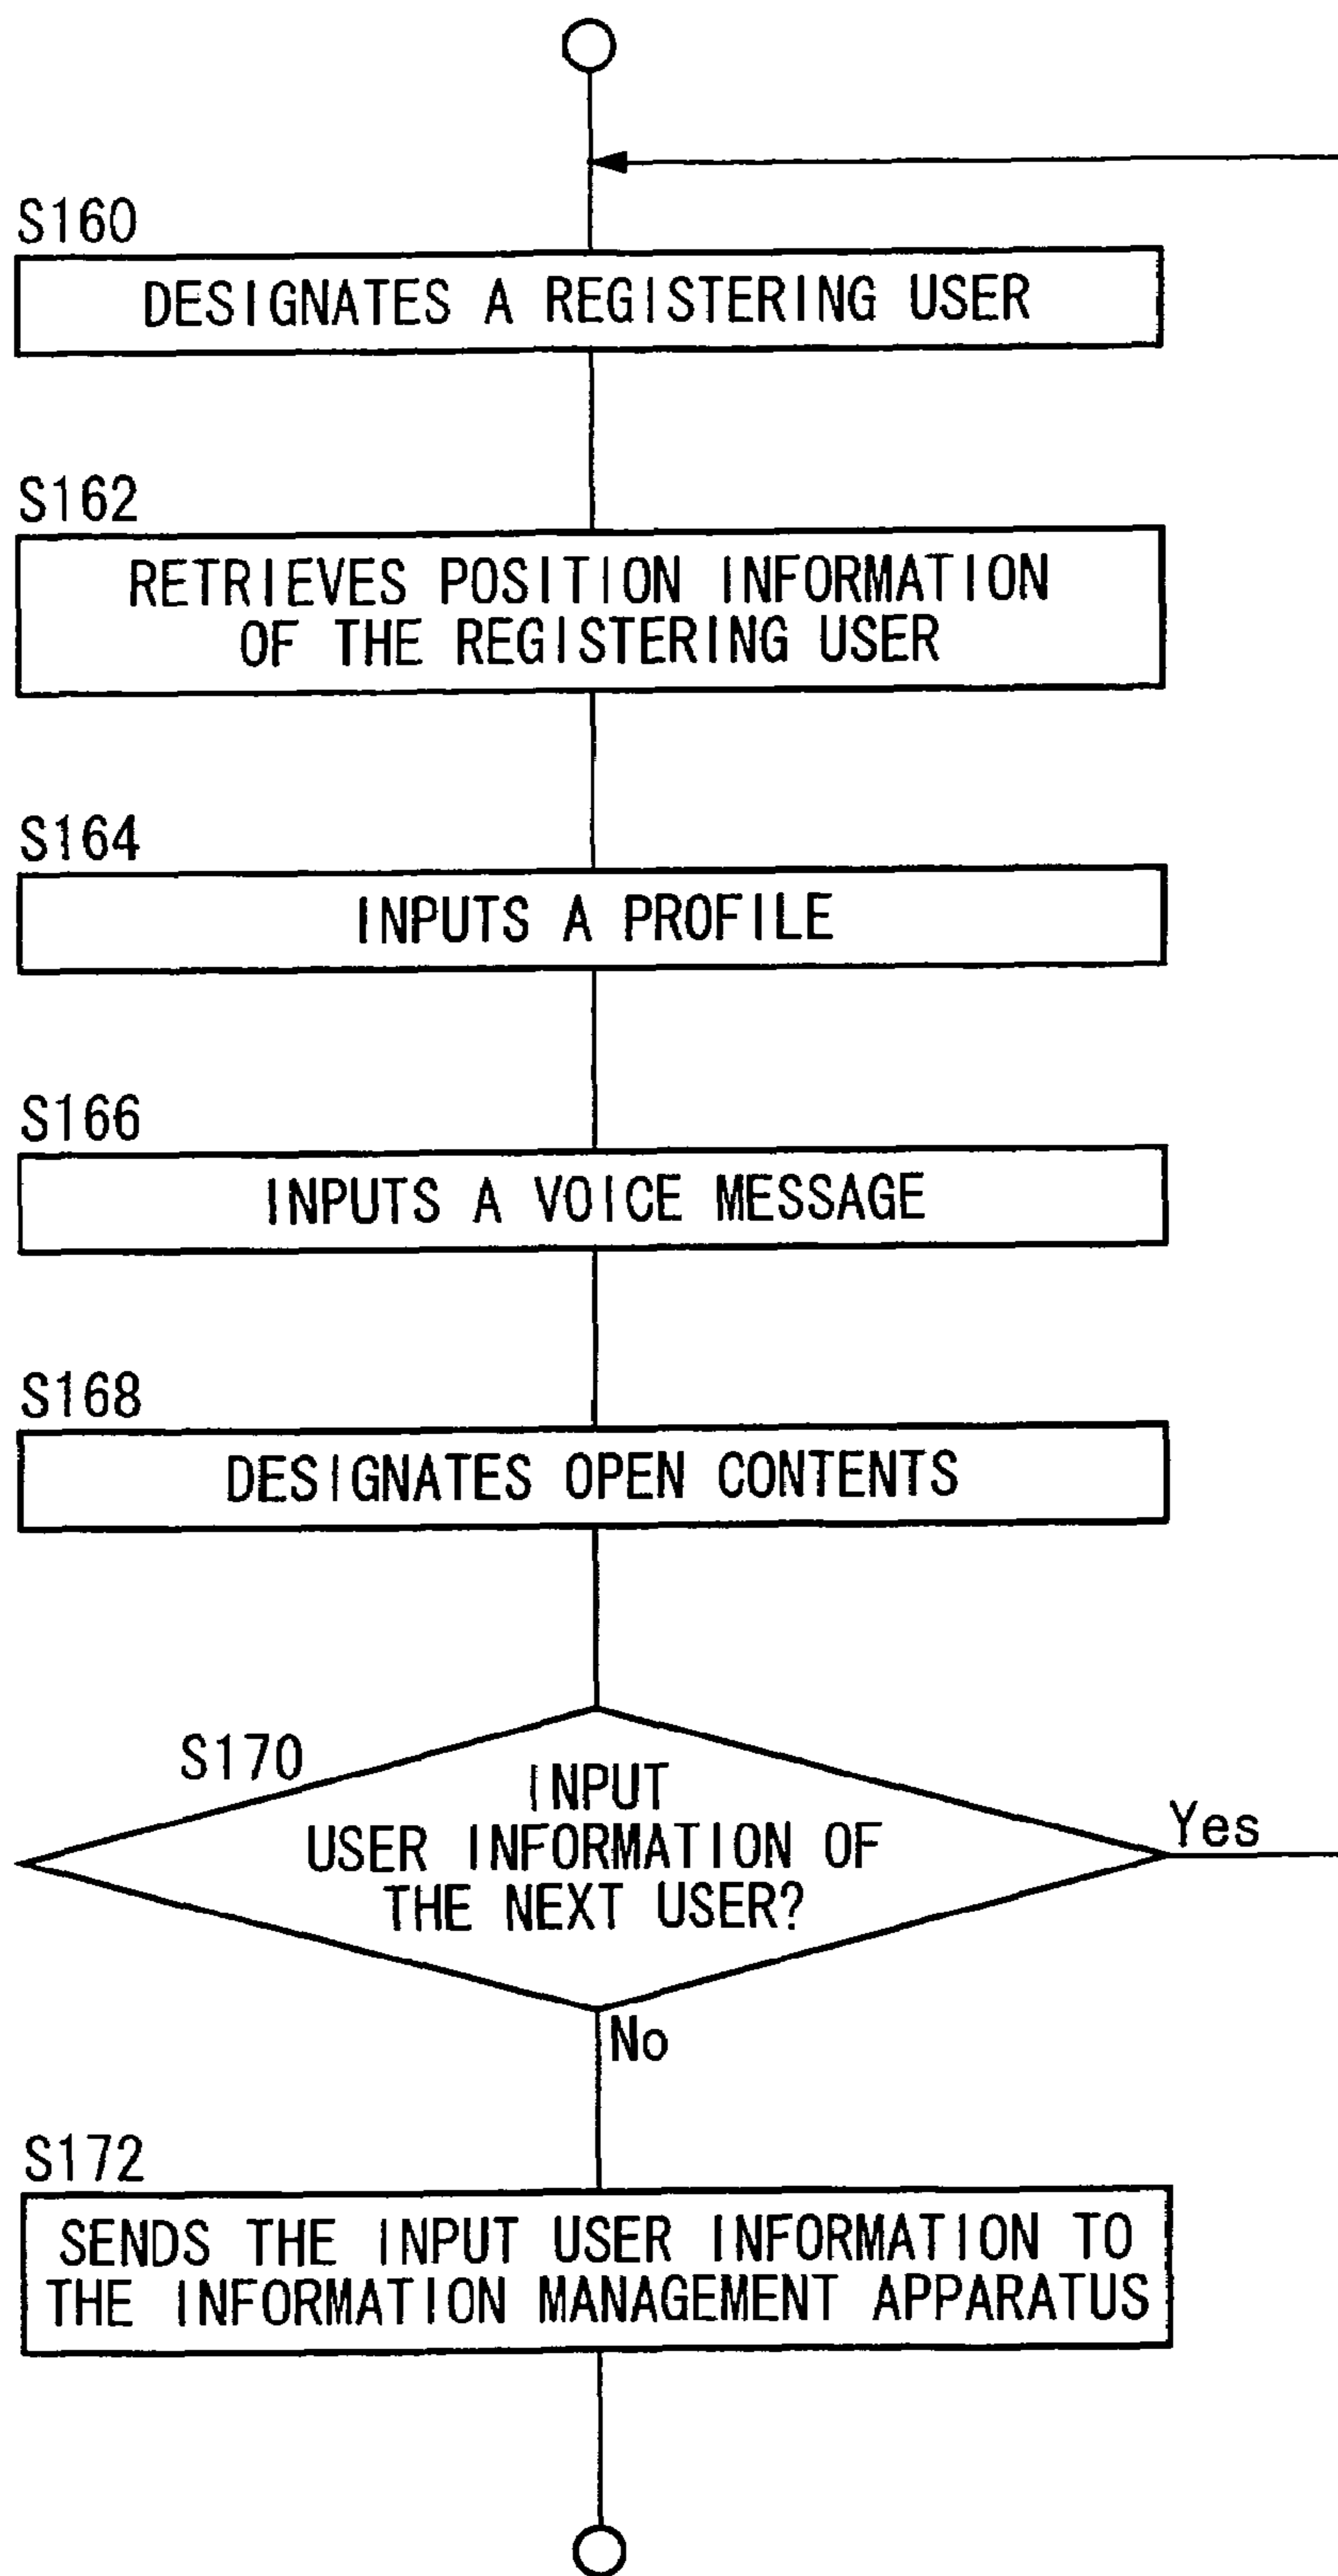 S160
DESIGNATES A REGISTERING USER
S162
RETRIEVES POSITION INFORMATION
OF THE REGISTERING USER
S164
INPUTS A PROFILE
S166
INPUTS A VOICE MESSAGE
S168
DESIGNATES OPEN CONTENTS
S170
INPUT
USER INFORMATION OF
THE NEXT USER?
Yes
No
S172
SENDS THE INPUT USER INFORMATION TO
THE INFORMATION MANAGEMENT APPARATUS